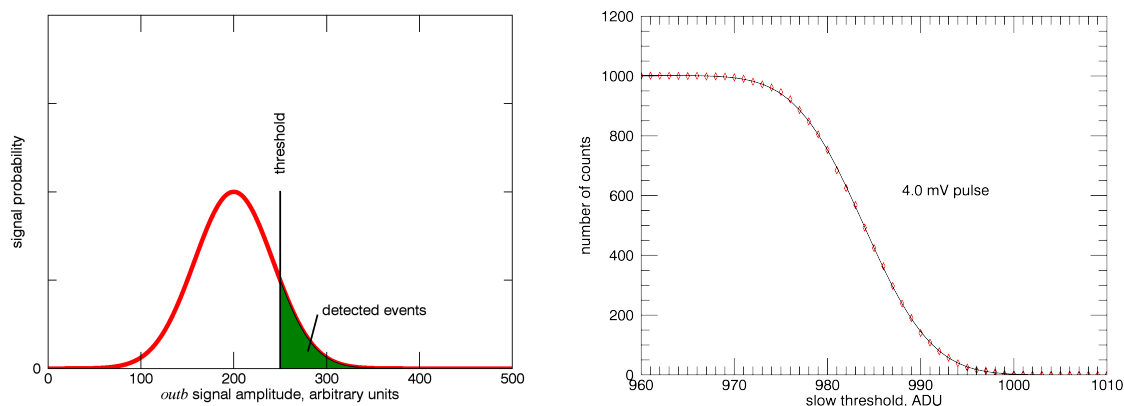 signal probability
threshold
detected events
0
0
100
200
300
400
500
outb signal amplitude, arbitrary units
number of counts
1200
1000
800
600
400
200
0
4.0 mV pulse
960
970
980
990
1000
1010
slow threshold. ADU